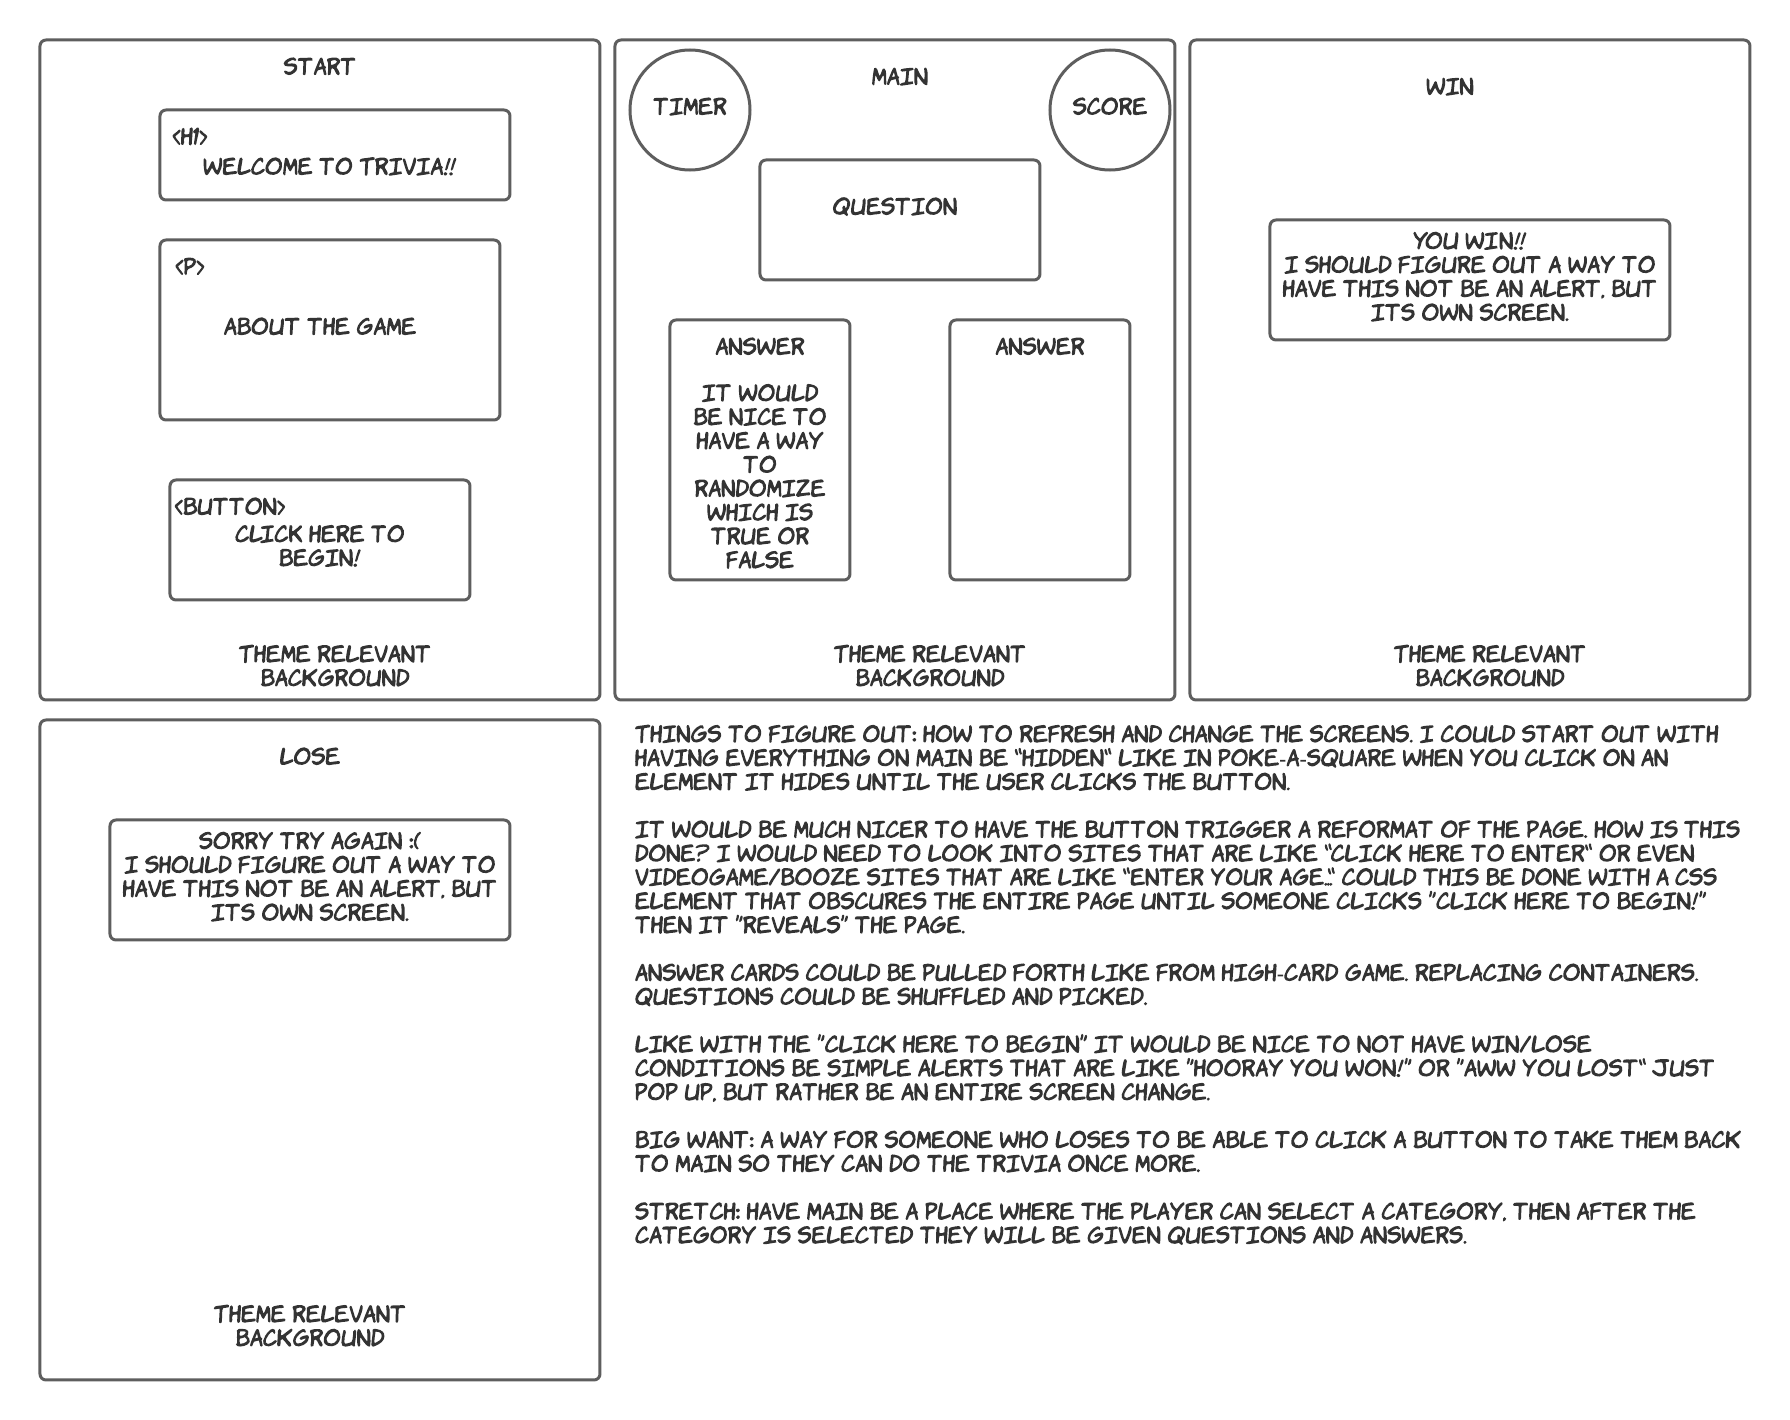 START
<H1>
WELCOME TO TRIVIA!!
<P>
ABOUT THE GAME
<BUTTON>
CLICK HERE TO
BEGIN!
THEME RELEVANT
BACKGROUND
MAIN
TIMER
SCORE
QUESTION
ANSWER
IT WOULD
BE NICE TO
HAVE A WAY
TO
RANDOMIZE
WHICH IS
TRUE OR
FALSE
ANSWER
THEME RELEVANT
BACKGROUND
WIN
YOU WIN!!
I SHOULD FIGURE OUT A WAY TO
HAVE THIS NOT BE AN ALERT, BUT
ITS OWN SCREEN.
THEME RELEVANT
BACKGROUND
LOSE
SORRY TRY AGAIN :(
I SHOULD FIGURE OUT A WAY TO
HAVE THIS NOT BE AN ALERT, BUT
ITS OWN SCREEN.
THEME RELEVANT
BACKGROUND
THINGS TO FIGURE OUT: HOW TO REFRESH AND CHANGE THE SCREENS. I COULD START OUT WITH
HAVING EVERYTHING ON MAIN BE "HIDDEN" LIKE IN POKE-A-SQUARE WHEN YOU CLICK ON AN
ELEMENT IT HIDES UNTIL THE USER CLICKS THE BUTTON.
IT WOULD BE MUCH NICER TO HAVE THE BUTTON TRIGGER A REFORMAT OF THE PAGE. HOW IS THIS
DONE? I WOULD NEED TO LOOK INTO SITES THAT ARE LIKE "CLICK HERE TO ENTER" OR EVEN
VIDEOGAME/BOOZE SITES THAT ARE LIKE "ENTER YOUR AGE.." COULD THIS BE DONE WITH A CSS
ELEMENT THAT OBSCURES THE ENTIRE PAGE UNTIL SOMEONE CLICKS "CLICK HERE TO BEGIN!"
THEN IT "REVEALS" THE PAGE.
ANSWER CARDS COULD BE PULLED FORTH LIKE FROM HIGH-CARD GAME. REPLACING CONTAINERS.
QUESTIONS COULD BE SHUFFLED AND PICKED.
LIKE WITH THE "CLICK HERE TO BEGIN" IT WOULD BE NICE TO NOT HAVE WIN/LOSE
CONDITIONS BE SIMPLE ALERTS THAT ARE LIKE "HOORAY YOU WON!" OR "AWW YOU LOST" JUST
POP UP, BUT RATHER BE AN ENTIRE SCREEN CHANGE.
BIG WANT: A WAY FOR SOMEONE WHO LOSES TO BE ABLE TO CLICK A BUTTON TO TAKE THEM BACK
TO MAIN SO THEY CAN DO THE TRIVIA ONCE MORE.
STRETCH: HAVE MAIN BE A PLACE WHERE THE PLAYER CAN SELECT A CATEGORY, THEN AFTER THE
CATEGORY IS SELECTED THEY WILL BE GIVEN QUESTIONS AND ANSWERS.